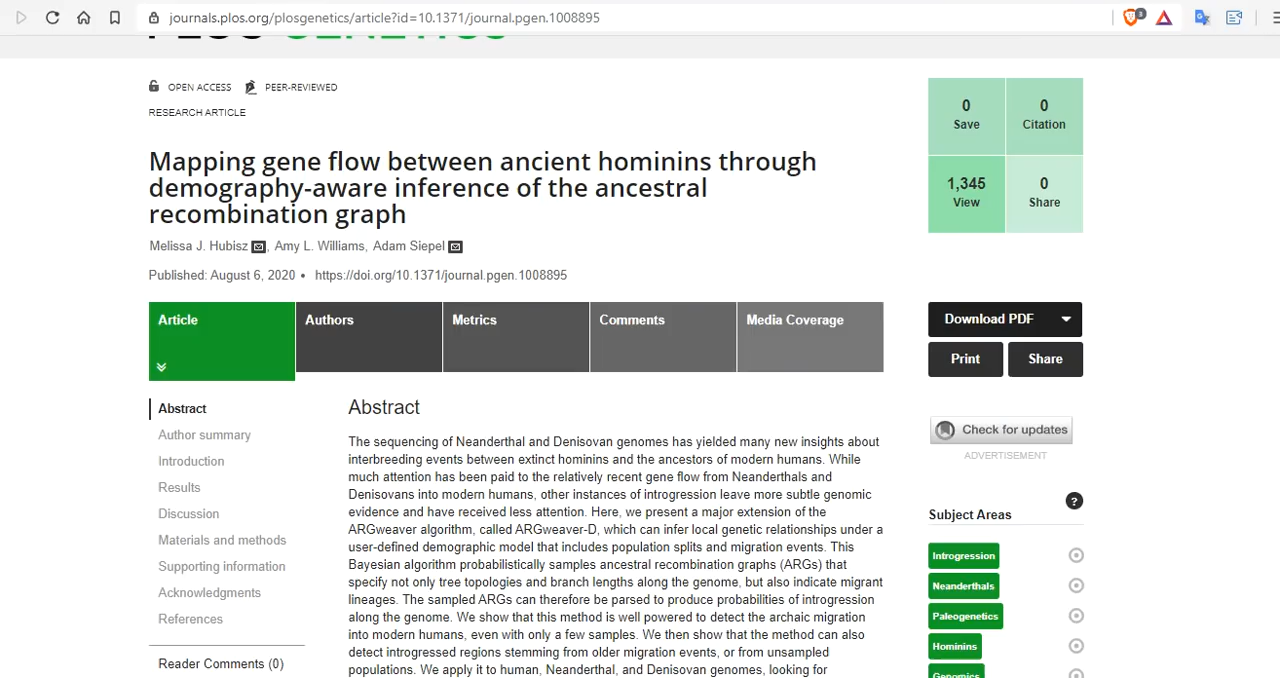 journals.plos.org/plosgenetics/article?id=10.1371/journal.pgen.1008895
3
OPEN ACCESS PEER-REVIEWED
RESEARCH ARTICLE
0
Save
0
Citation
1,345
View
0
Share
Mapping gene flow between ancient hominins through
demography-aware inference of the ancestral
recombination graph
Melissa J. Hubisz , Amy L. Williams, Adam Siepel
Published: August 6, 2020 • https://doi.org/10.1371/journal.pgen.1008895
Article
Authors
Metrics
Comments
Media Coverage
Download PDF
Print
Share
Abstract
Author summary
Introduction
Results
Discussion
Materials and methods
Supporting information
Acknowledgments
References
Reader Comments (0)
Abstract
The sequencing of Neanderthal and Denisovan genomes has yielded many new insights about
interbreeding events between extinct hominins and the ancestors of modern humans. While
much attention has been paid to the relatively recent gene flow from Neanderthals and
Denisovans into modern humans, other instances of introgression leave more subtle genomic
evidence and have received less attention. Here, we present a major extension of the
ARGweaver algorithm, called ARGweaver-D, which can infer local genetic relationships under a
user-defined demographic model that includes population splits and migration events. This
Bayesian algorithm probabilistically samples ancestral recombination graphs (ARGs) that
specify not only tree topologies and branch lengths along the genome, but also indicate migrant
lineages. The sampled ARGs can therefore be parsed to produce probabilities of introgression
along the genome. We show that this method is well powered to detect the archaic migration
into modern humans, even with only a few samples. We then show that the method can also
detect introgressed regions stemming from older migration events, or from unsampled
populations. We apply it to human, Neanderthal, and Denisovan genomes, looking for
Check for updates
ADVERTISEMENT
?
Subject Areas
Introgression
Neanderthals
Paleogenetics
Hominins
Genomics